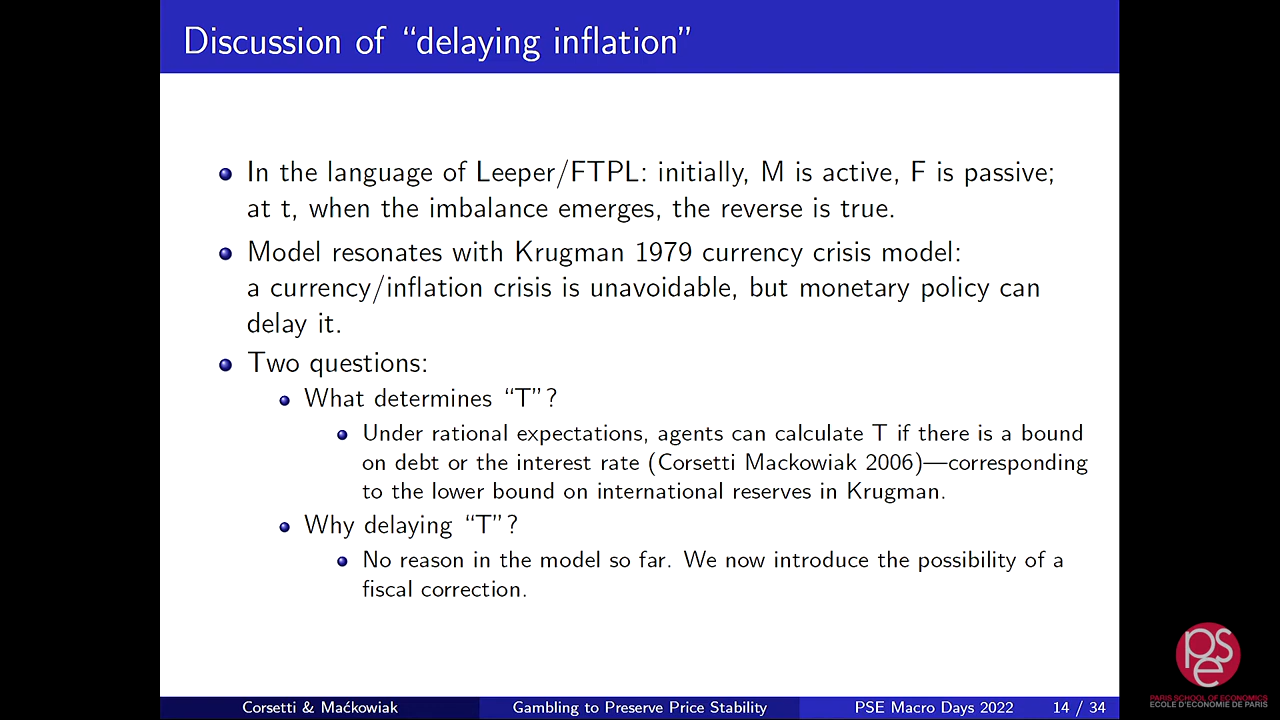 Discussion of “delaying inflation”
In the language of Leeper/FTPL: initially, M is active, F is passive;
at t, when the imbalance emerges, the reverse is true.
Model resonates with Krugman 1979 currency crisis model:
a currency/inflation crisis is unavoidable, but monetary policy can
delay it.
Two questions:
What determines “T”?
Under rational expectations, agents can calculate T if there is a bound
on debt or the interest rate (Corsetti Mackowiak 2006)—corresponding
to the lower bound on international reserves in Krugman.
Why delaying “T”?
No reason in the model so far. We now introduce the possibility of a
fiscal correction.
pse
PARIS SCHOOL OF ECONOMICS
ECOLE D'ECONOMIE DE PARIS
Corsetti & Maćkowiak Gambling to Preserve Price Stability PSE Macro Days 2022 14 / 34